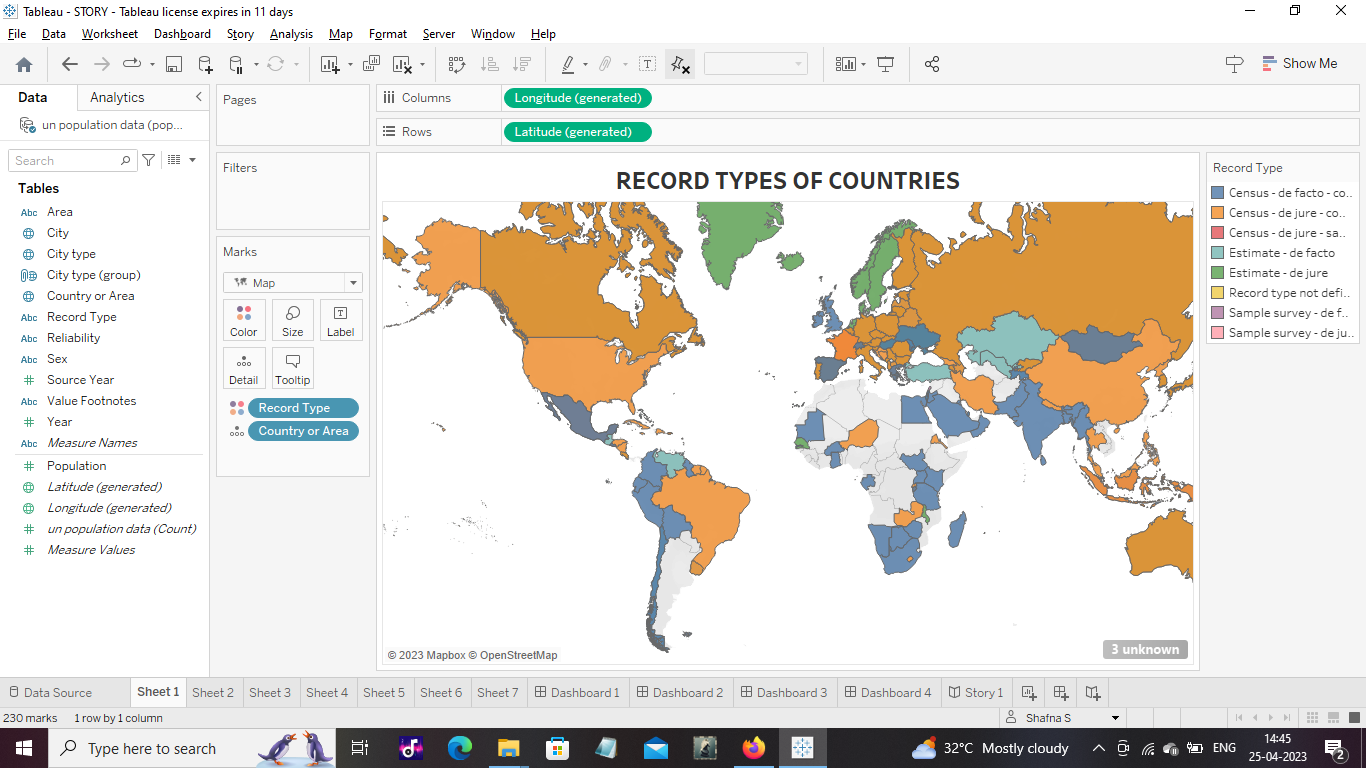 Tableau - STORY - Tableau license expires in 11 days
File Data Worksheet Dashboard Story Analysis Map Format Server Window Help
Show Me
Data Analytics
un population data (pop...
Search
Tables
Abc Area
City
City type
City type (group)
Country or Area
Abc Record Type
Abc Reliability
Abc Sex
# Source Year
Abc Value Footnotes
# Year
Abc Measure Names
# Population
Latitude (generated)
Longitude (generated)
# un population data (Count)
# Measure Values
Pages
Filters
Marks
Map
Color Size Label
Detail Tooltip
Record Type
Country or Area
Columns Longitude (generated)
Rows Latitude (generated)
RECORD TYPES OF COUNTRIES
© 2023 Mapbox © OpenStreetMap
3 unknown
Record Type
Census - de facto - co..
Census - de jure - co...
Census - de jure - sa...
Estimate - de facto
Estimate - de jure
Record type not defi..
Sample survey - de f..
Sample survey - de ju..
Data Source Sheet 1 Sheet 2 Sheet 3 Sheet 4 Sheet 5 Sheet 6 Sheet 7 Dashboard 1 Dashboard 2 Dashboard 3 Dashboard 4 Story 1
230 marks 1 row by 1 column Shafna S
Type here to search 32°C Mostly cloudy ENG 14:45
25-04-2023 2